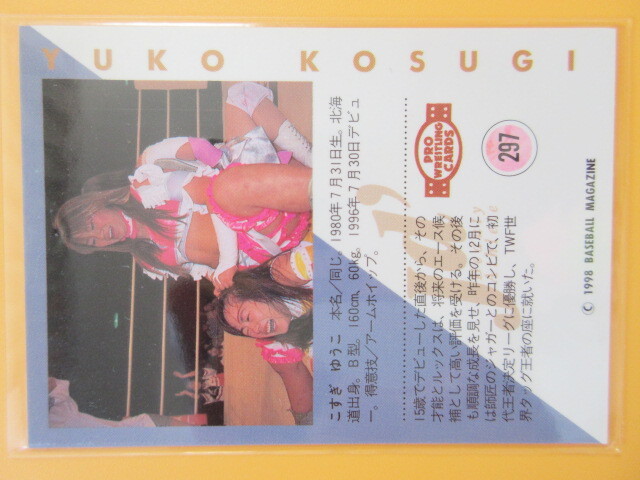 YUKO KOSUGI
こすぎ ゆうこ 本名/同じ。1980年7月31日生。北海
道出身。B型。160cm、60kg。1996年7月30日デビュ
ー。得意技/アームホイップ。
15歳でデビューした直後から、その
才能とルックスは、将来のエース候
補として高い評価を受ける。その後
も順調な成長を見せ、昨年の12月に
は師匠のジャガーとのコンビで、初
代王者決定リーグに優勝し、TWF世
界タッグ王者の座に就いた。
PRO
WRESTLING
CARDS
297
© 1998 BASEBALL MAGAZINE